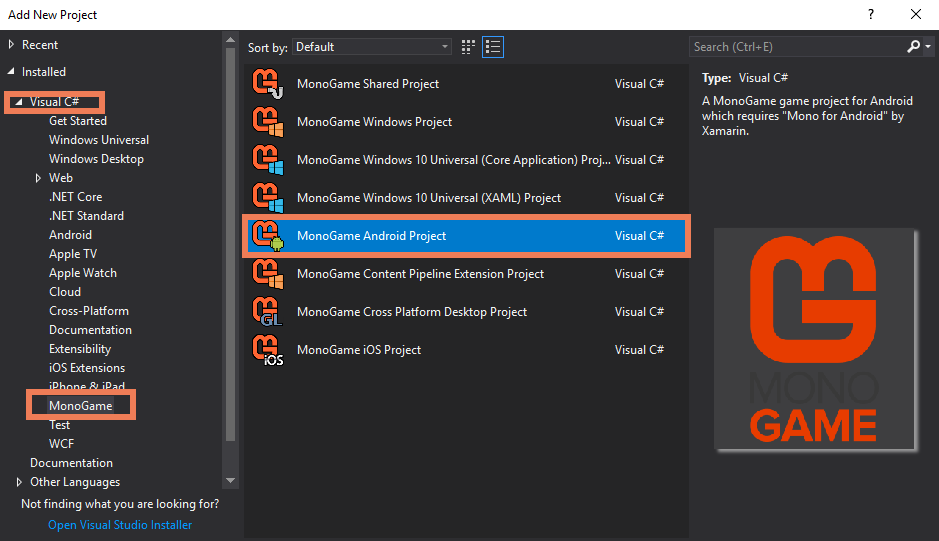 Add New Project
?
Recent
Installed
Visual C#
Get Started
Windows Universal
Windows Desktop
Web
.NET Core
.NET Standard
Android
Apple TV
Apple Watch
Cloud
Cross-Platform
Documentation
Extensibility
iOS Extensions
iPhone & iPad
MonoGame
Test
WCF
Documentation
Other Languages
Not finding what you are looking for?
Open Visual Studio Installer
Sort by: Default
MonoGame Shared Project Visual C#
MonoGame Windows Project Visual C#
MonoGame Windows 10 Universal (Core Application) Proj... Visual C#
MonoGame Windows 10 Universal (XAML) Project Visual C#
MonoGame Android Project Visual C#
MonoGame Content Pipeline Extension Project Visual C#
MonoGame Cross Platform Desktop Project Visual C#
GL
MonoGame iOS Project Visual C#
iOS
Search (Ctrl+E)
Type: Visual C#
A MonoGame game project for Android
which requires "Mono for Android" by
Xamarin.
MONO
GAME